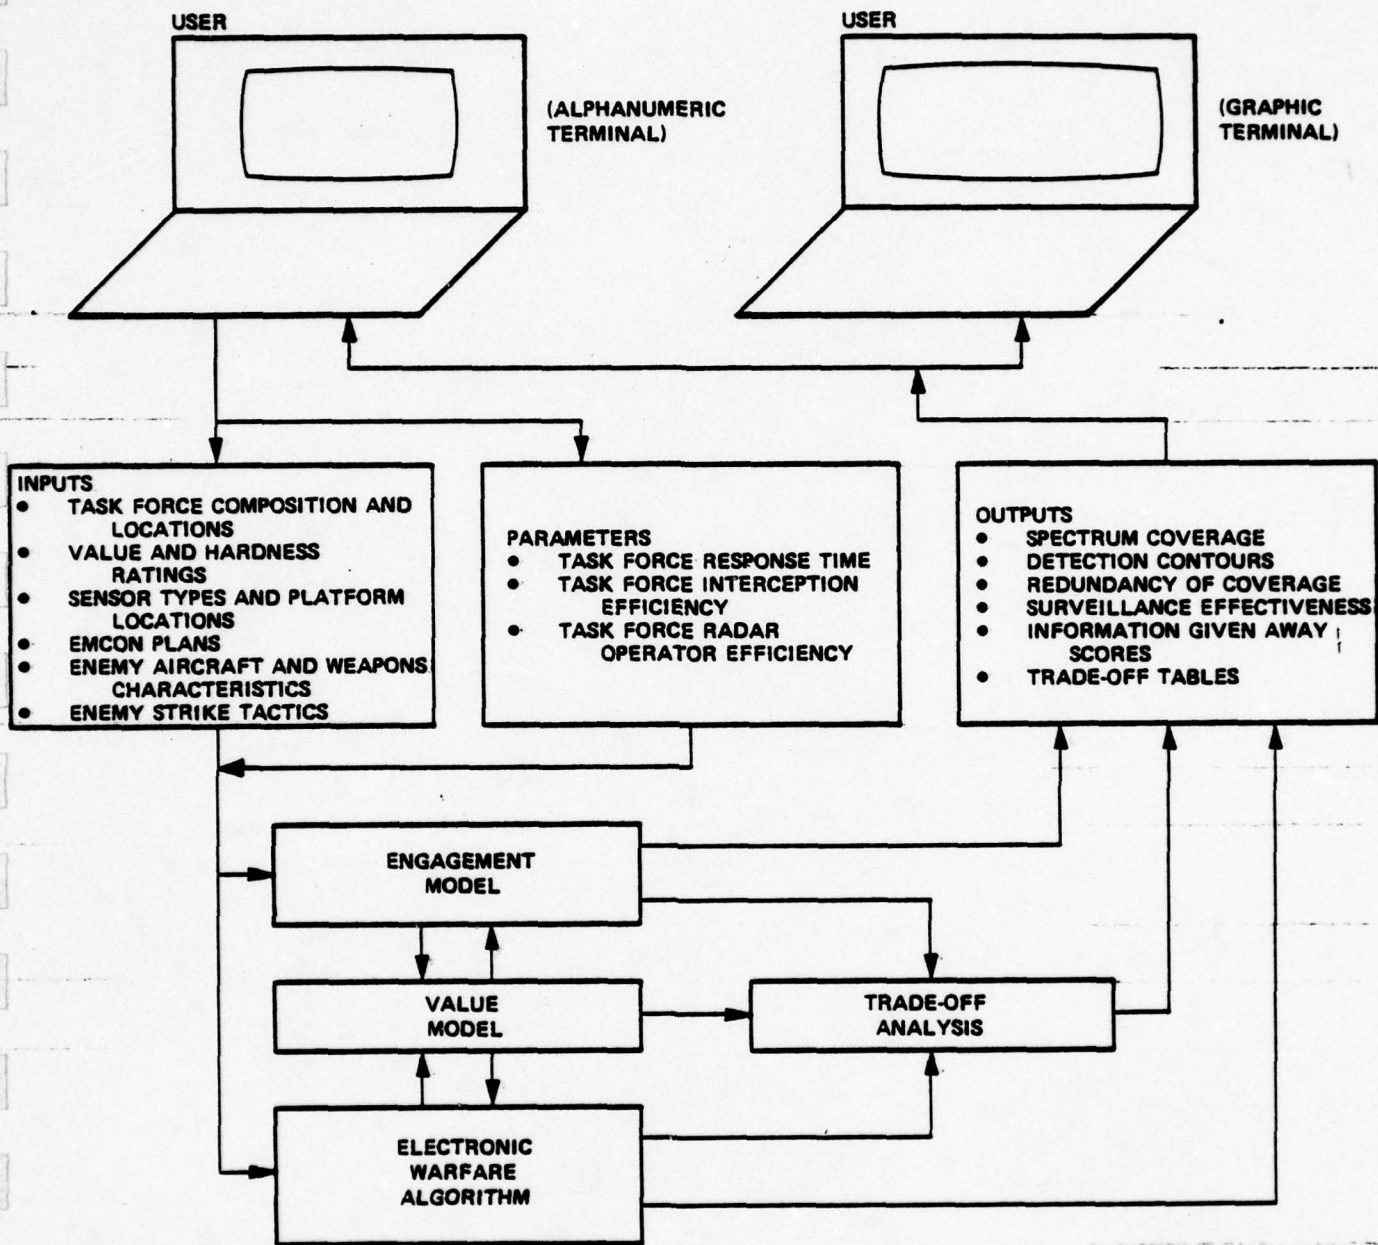 USER
(ALPHANUMERIC
TERMINAL)
USER
(GRAPHIC
TERMINAL)
INPUTS
● TASK FORCE COMPOSITION AND
LOCATIONS
● VALUE AND HARDNESS
RATINGS
● SENSOR TYPES AND PLATFORM
LOCATIONS
● EMCON PLANS
● ENEMY AIRCRAFT AND WEAPONS
CHARACTERISTICS
● ENEMY STRIKE TACTICS
PARAMETERS
● TASK FORCE RESPONSE TIME
● TASK FORCE INTERCEPTION
EFFICIENCY
● TASK FORCE RADAR
OPERATOR EFFICIENCY
OUTPUTS
● SPECTRUM COVERAGE
● DETECTION CONTOURS
● REDUNDANCY OF COVERAGE
● SURVEILLANCE EFFECTIVENESS
● INFORMATION GIVEN AWAY
SCORES
● TRADE-OFF TABLES
ENGAGEMENT
MODEL
VALUE
MODEL
TRADE-OFF
ANALYSIS
ELECTRONIC
WARFARE
ALGORITHM